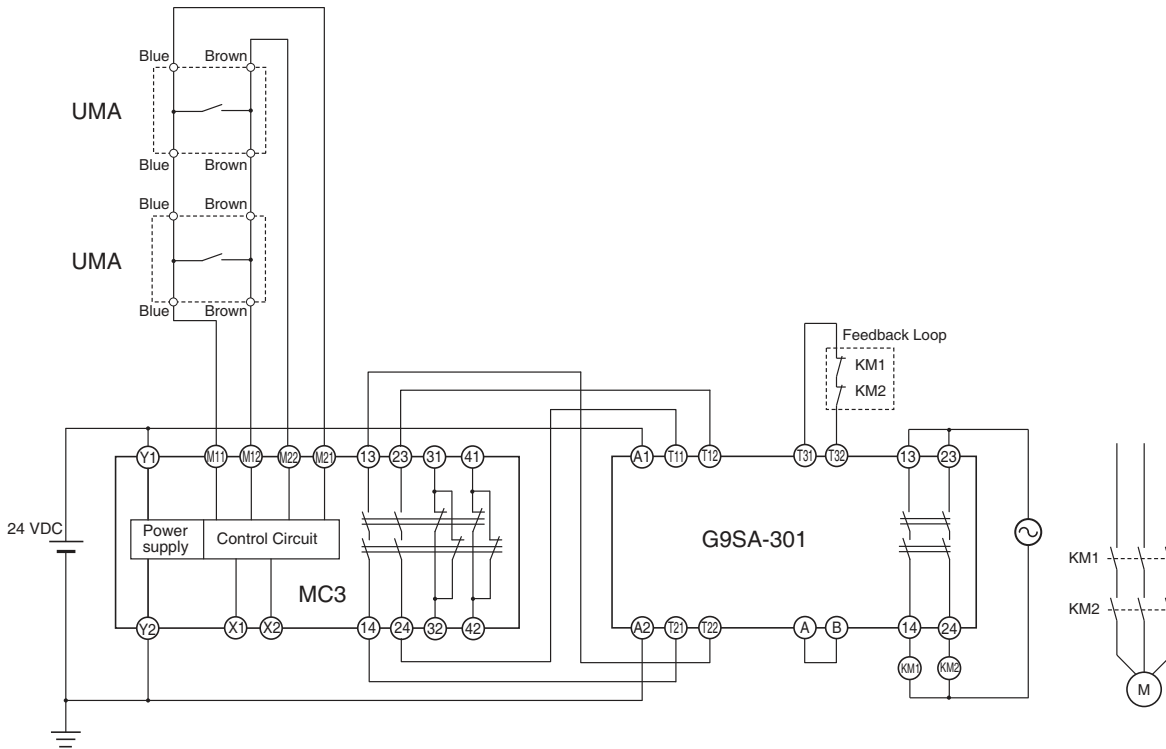 Blue Brown
UMA
Blue Brown
Blue Brown
UMA
Blue Brown
Feedback Loop
KM1
KM2
Y1 M11 M12 M22 M21 13 23 31 41 A1 T11 T12 T31 T32 13 23
24 VDC
Power supply
Control Circuit
MC3
G9SA-301
KM1
KM2
Y2 X1 X2 14 24 32 42 A2 T21 T22 A B 14 24
KM1 KM2
M